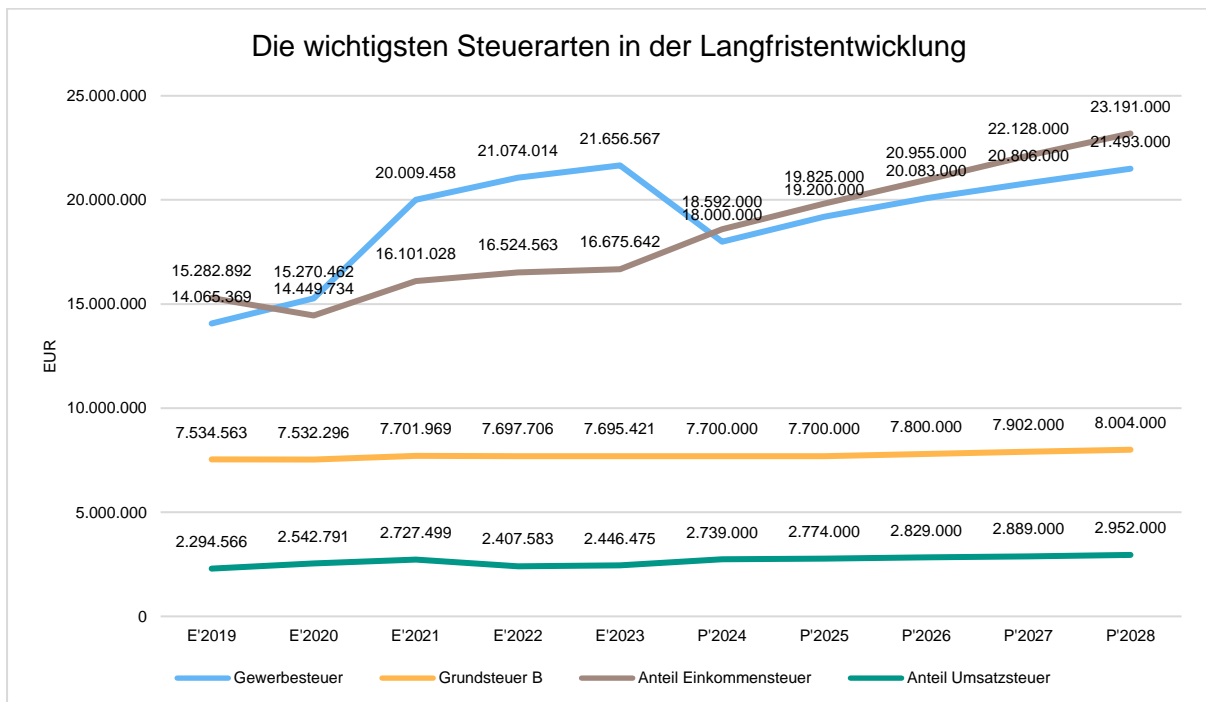 Die wichtigsten Steuerarten in der Langfristentwicklung
25.000.000
20.000.000
15.000.000
10.000.000
5.000.000
0
EUR
23.191.000
22.128.000
21.493.000
21.656.567
21.074.014
20.955.000
20.806.000
20.009.458
20.083.000
19.825.000
19.200.000
18.592.000
18.000.000
16.101.028
16.524.563
16.675.642
15.282.892
15.270.462
14.065.369
14.449.734
7.534.563
7.532.296
7.701.969
7.697.706
7.695.421
7.700.000
7.700.000
7.800.000
7.902.000
8.004.000
2.294.566
2.542.791
2.727.499
2.407.583
2.446.475
2.739.000
2.774.000
2.829.000
2.889.000
2.952.000
E'2019
E'2020
E'2021
E'2022
E'2023
P'2024
P'2025
P'2026
P'2027
P'2028
Gewerbesteuer
Grundsteuer B
Anteil Einkommensteuer
Anteil Umsatzsteuer